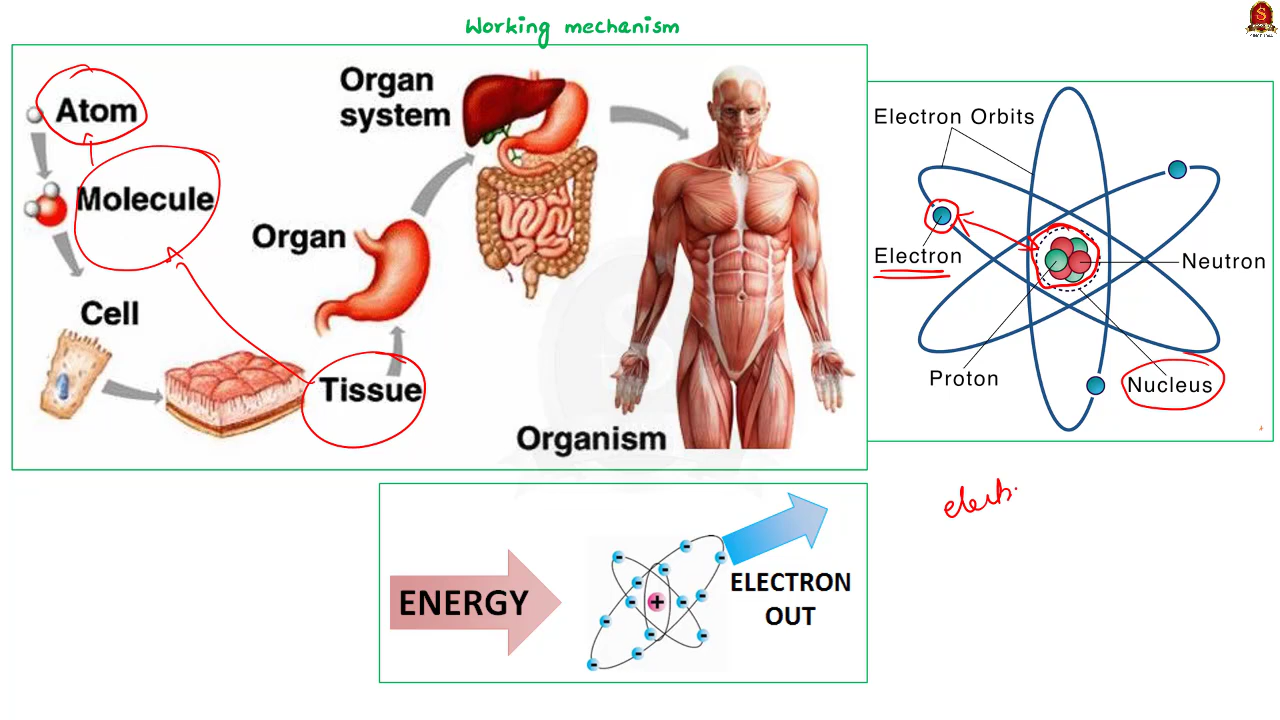 Working mechanism
Atom
Molecule
Cell
Tissue
Organ
Organ
system
Organism
Electron Orbits
Electron
Neutron
Proton
Nucleus
ENERGY
+
ELECTRON
OUT